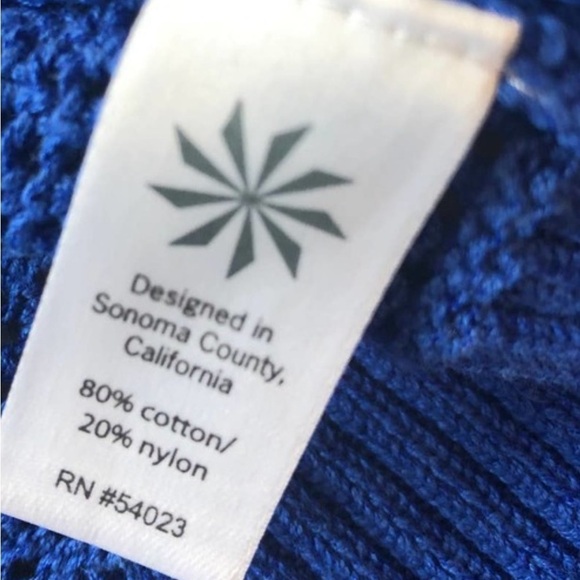 Designed in
Sonoma County,
California
80% cotton/
20% nylon
RN #54023